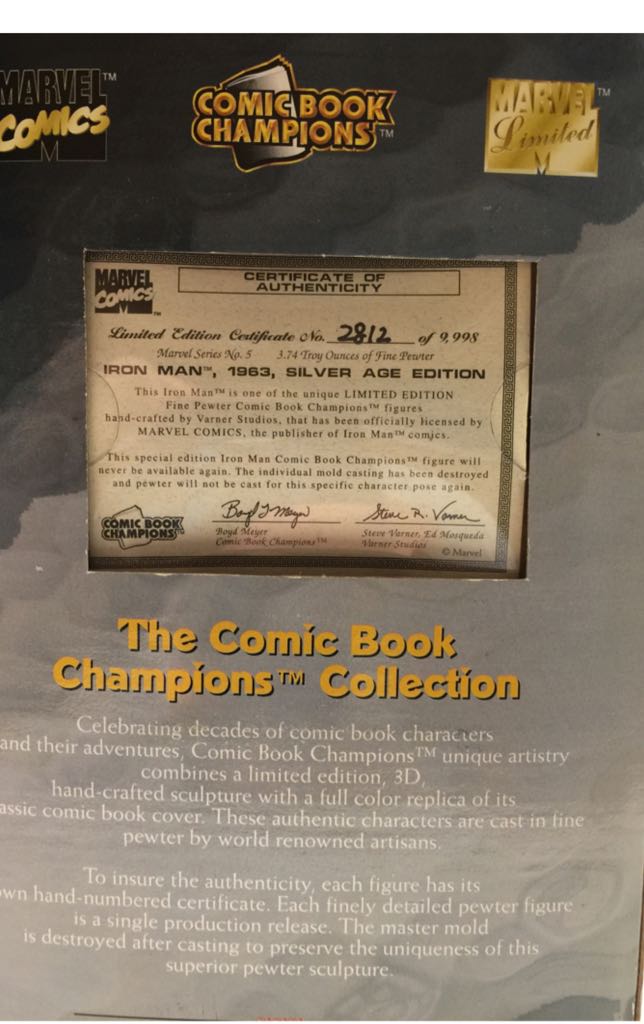 MARVEL™
COMICS
M
COMIC BOOK
CHAMPIONS™
MARVEL™
Limited
M
MARVEL
COMICS™
M
CERTIFICATE OF
AUTHENTICITY
Limited Edition Certificate No. 2812 of 9,998
Marvel Series No. 5 3.74 Troy Ounces of Fine Pewter
IRON MAN™, 1963, SILVER AGE EDITION
This Iron Man™ is one of the unique LIMITED EDITION
Fine Pewter Comic Book Champions™ figures
hand-crafted by Varner Studios, that has been officially licensed by
MARVEL COMICS, the publisher of Iron Man™ comics.
This special edition Iron Man Comic Book Champions™ figure will
never be available again. The individual mold casting has been destroyed
and pewter will not be cast for this specific character pose again.
COMIC BOOK
CHAMPIONS
Boyd Meyer
Comic Book Champions™
Steve R. Varner
Steve Varner, Ed Mosqueda
Varner Studios
© Marvel
The Comic Book
Champions™ Collection
Celebrating decades of comic book characters
and their adventures, Comic Book Champions™ unique artistry
combines a limited edition, 3D,
hand-crafted sculpture with a full color replica of its
assic comic book cover. These authentic characters are cast in fine
pewter by world renowned artisans.
To insure the authenticity, each figure has its
wn hand-numbered certificate. Each finely detailed pewter figure
is a single production release. The master mold
is destroyed after casting to preserve the uniqueness of this
superior pewter sculpture.